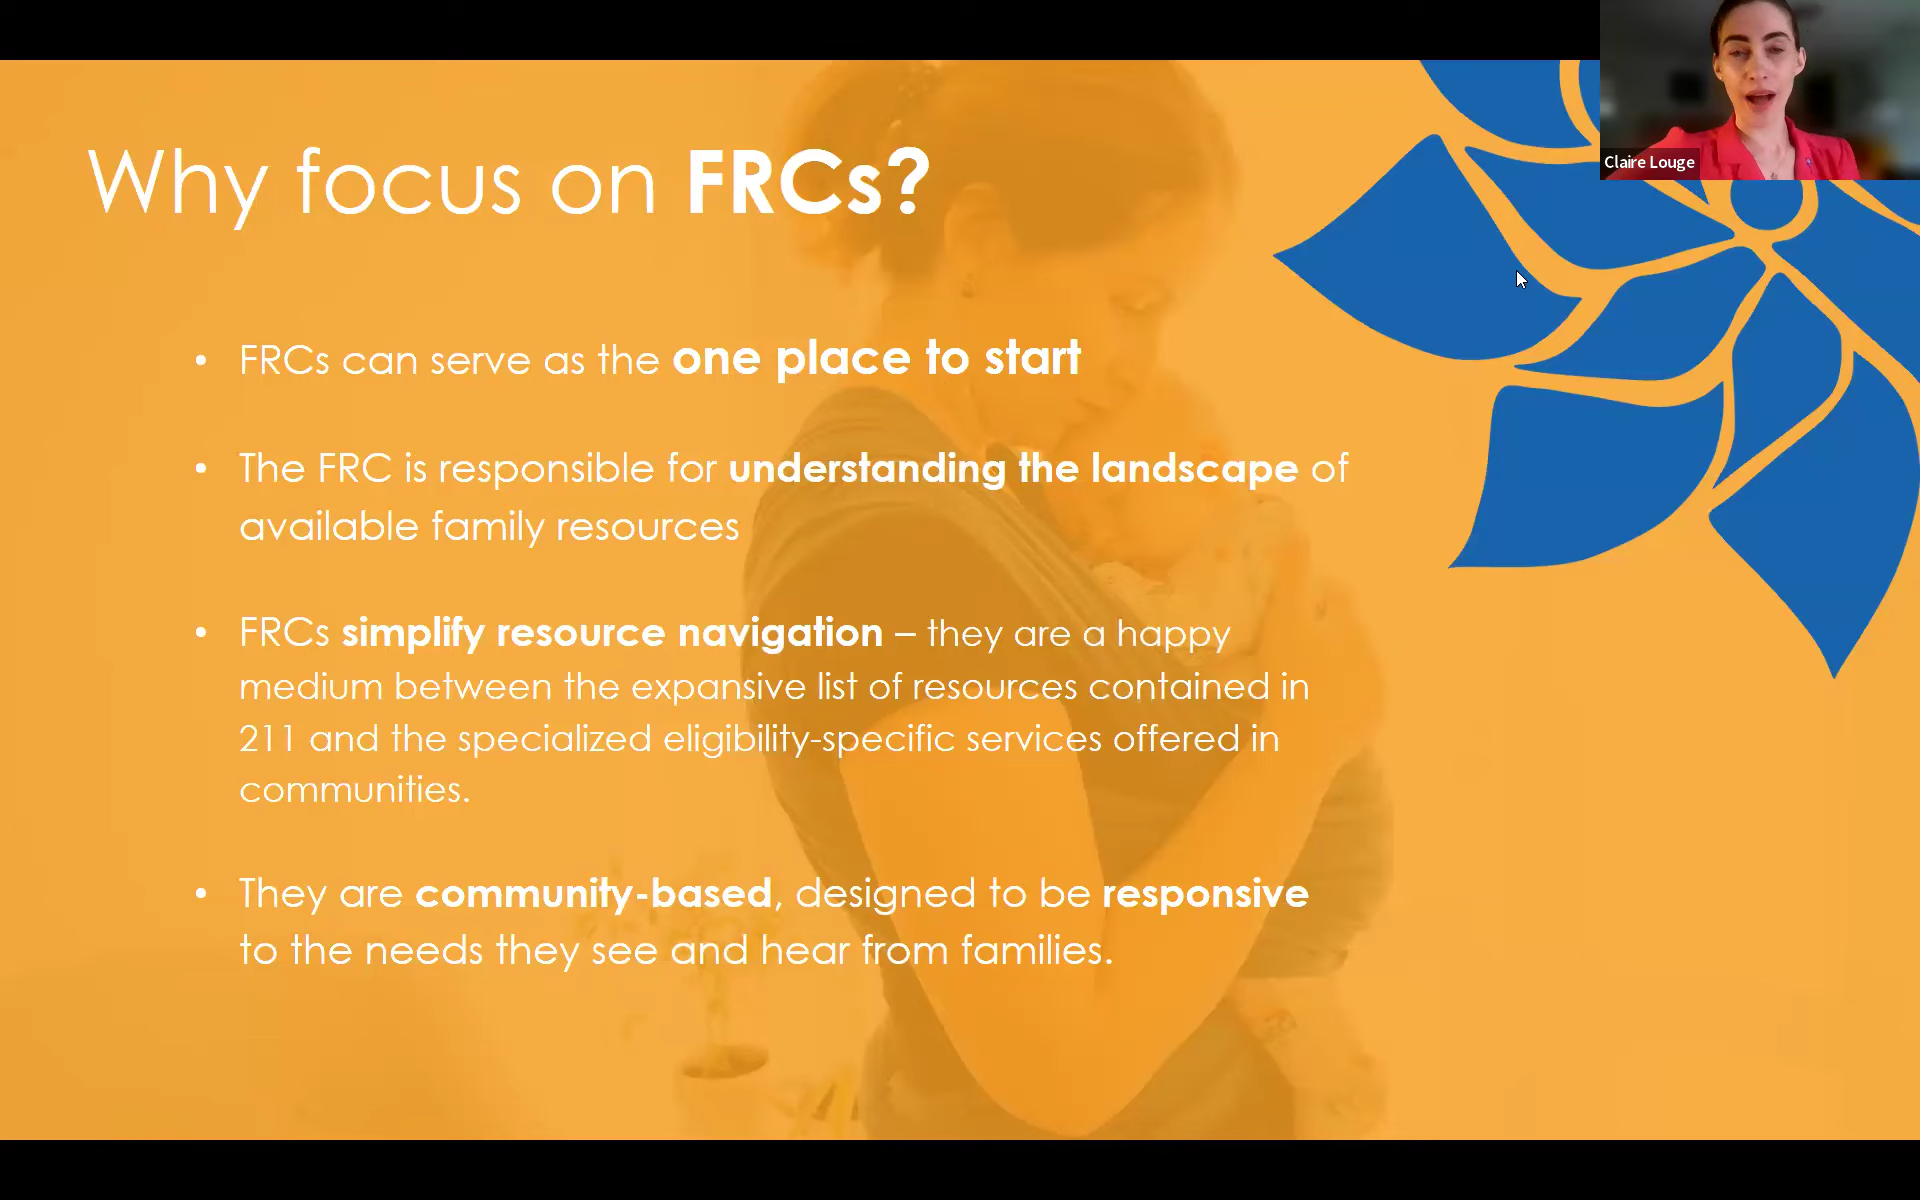 Claire Louge
Why focus on FRCs?
• FRCs can serve as the one place to start
• The FRC is responsible for understanding the landscape of
available family resources
• FRCs simplify resource navigation – they are a happy
medium between the expansive list of resources contained in
211 and the specialized eligibility-specific services offered in
communities.
• They are community-based, designed to be responsive
to the needs they see and hear from families.